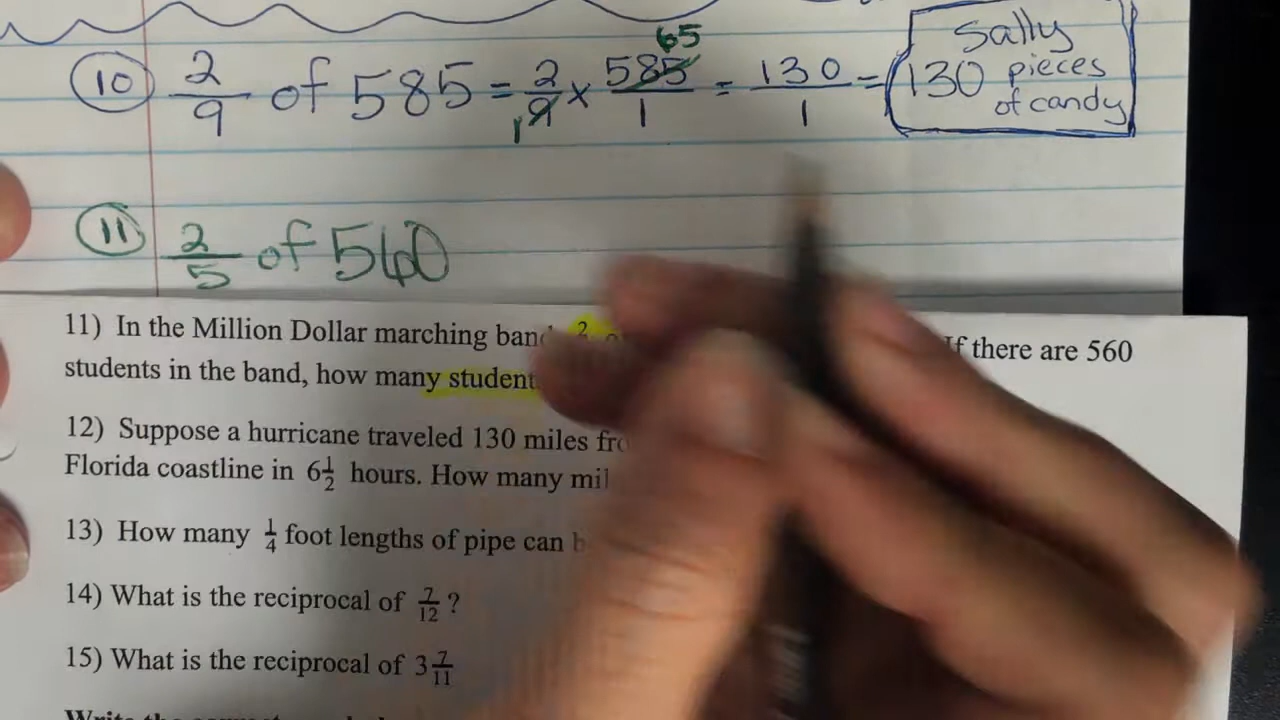 65
(10) 2/9 of 585 = 2/9 x 585/1 = 130/1 = Sally 130 pieces of candy
1
(11) 2/5 of 560
11) In the Million Dollar marching band 2 If there are 560
students in the band, how many student
12) Suppose a hurricane traveled 130 miles
Florida coastline in 6 1/2 hours. How many
13) How many 1/4 foot lengths of pipe can
14) What is the reciprocal of 7/12 ?
15) What is the reciprocal of 3 7/11